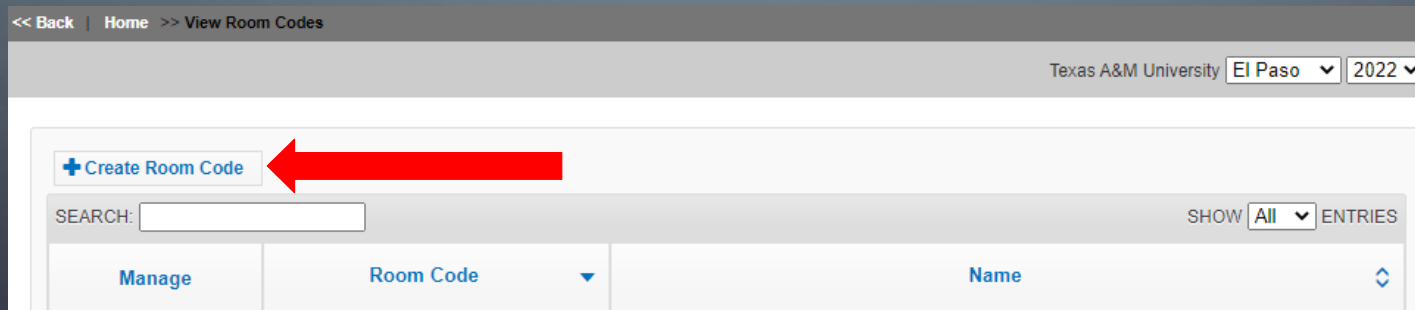 << Back | Home >> View Room Codes
Texas A&M University El Paso 2022
Create Room Code
SEARCH: SHOW All ENTRIES
Manage Room Code Name